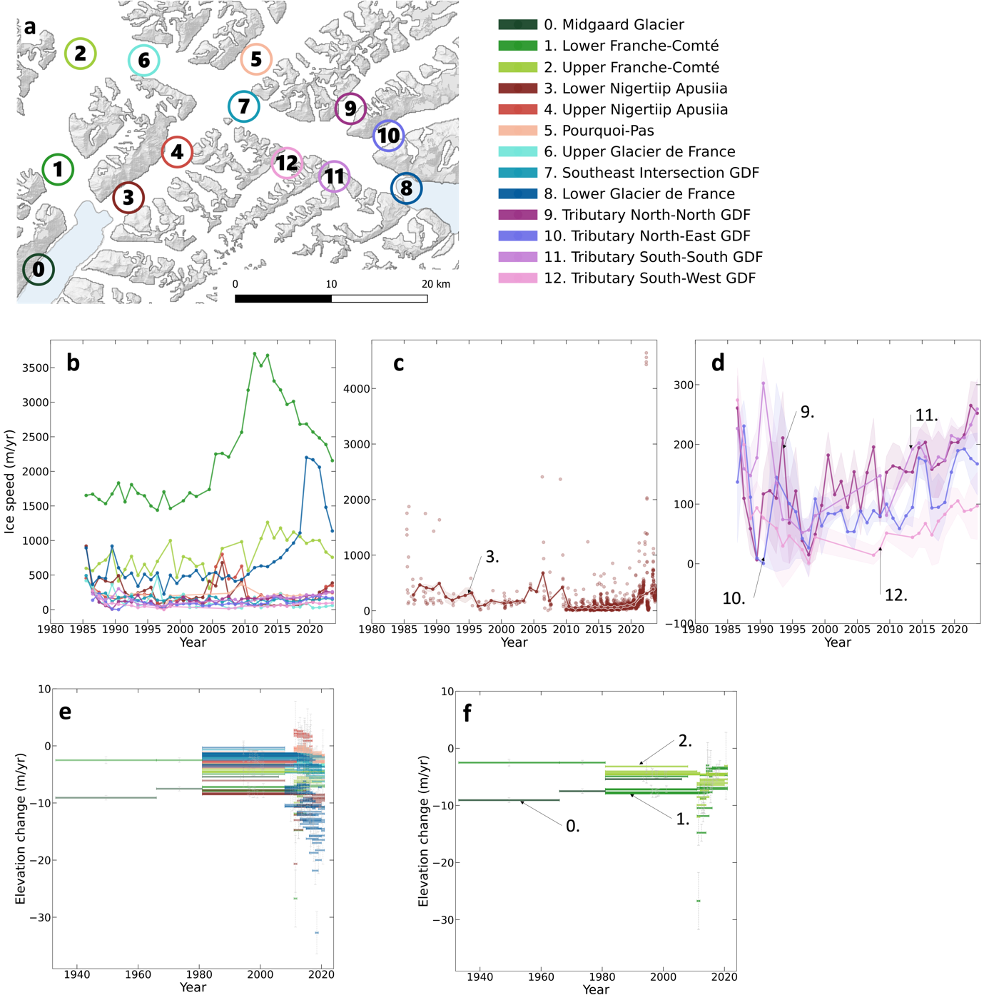 a
2
6
5
7
9
10
4
12
11
1
8
3
0
0 10 20 km
0. Midgaard Glacier
1. Lower Franche-Comté
2. Upper Franche-Comté
3. Lower Nigertiip Apusiia
4. Upper Nigertiip Apusiia
5. Pourquoi-Pas
6. Upper Glacier de France
7. Southeast Intersection GDF
8. Lower Glacier de France
9. Tributary North-North GDF
10. Tributary North-East GDF
11. Tributary South-South GDF
12. Tributary South-West GDF
b
Ice speed (m/yr)
3500
3000
2500
2000
1500
1000
500
0
1980 1985 1990 1995 2000 2005 2010 2015 2020
Year
c
4000
3000
2000
1000
0
3.
1980 1985 1990 1995 2000 2005 2010 2015 2020
Year
d
300
200
100
0
−100
9.
11.
10.
12.
1980 1985 1990 1995 2000 2005 2010 2015 2020
Year
e
Elevation change (m/yr)
10
0
−10
−20
−30
1940 1960 1980 2000 2020
Year
f
Elevation change (m/yr)
10
0
−10
−20
−30
2.
1.
0.
1940 1960 1980 2000 2020
Year